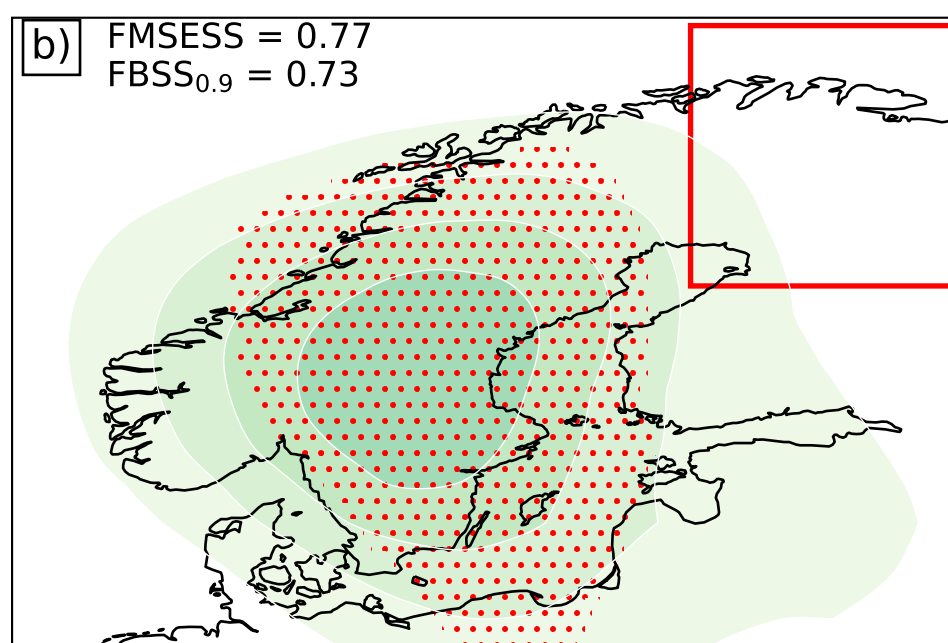 b)
FMSESS = 0.77
FBSS₀.₉ = 0.73